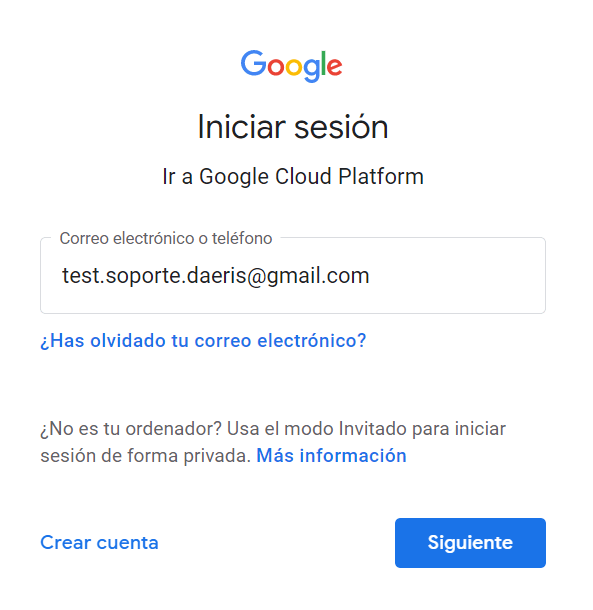 Google
Iniciar sesión
Ir a Google Cloud Platform
Correo electrónico o teléfono
test.soporte.daeris@gmail.com
¿Has olvidado tu correo electrónico?
¿No es tu ordenador? Usa el modo Invitado para iniciar
sesión de forma privada. Más información
Crear cuenta
Siguiente